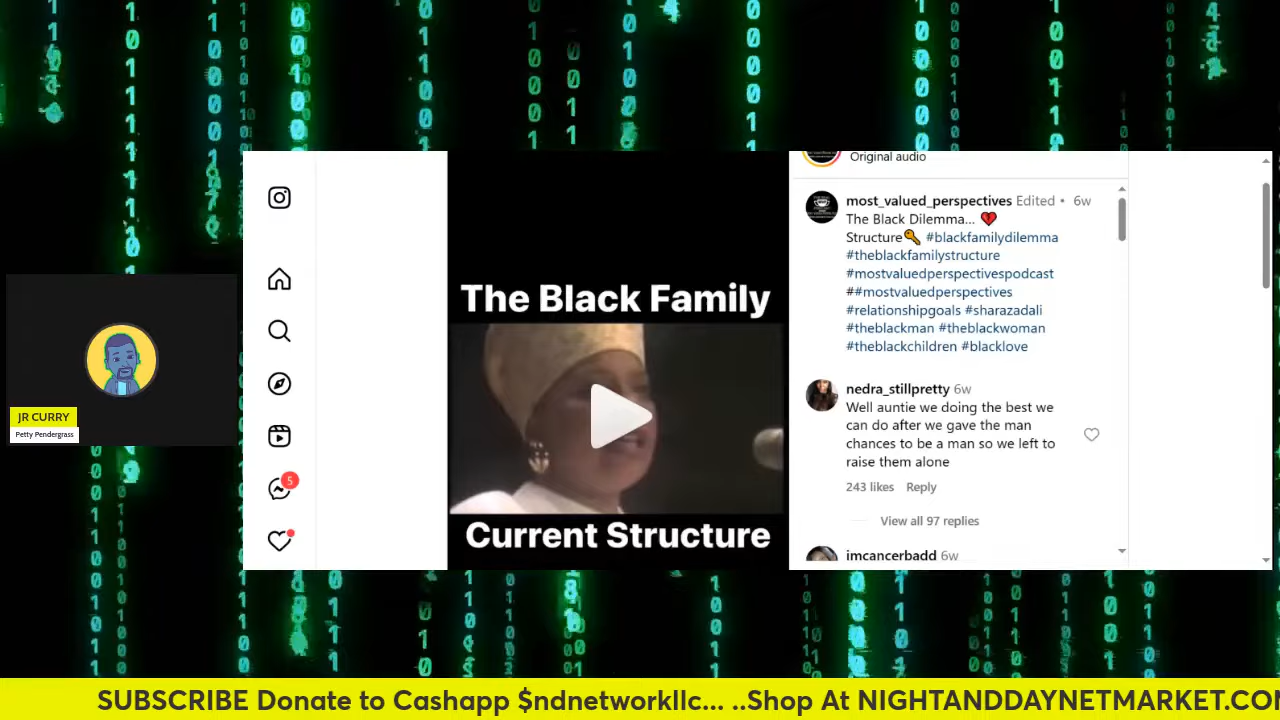 Original audio
most_valued_perspectives Edited • 6w
The Black Dilemma... 💔
Structure🔑 #blackfamilydilemma
#theblackfamilystructure
#mostvaluedperspectivespodcast
##mostvaluedperspectives
#relationshipgoals #sharazadali
#theblackman #theblackwoman
#theblackchildren #blacklove
The Black Family
Current Structure
nedra_stillpretty 6w
Well auntie we doing the best we
can do after we gave the man
chances to be a man so we left to
raise them alone
243 likes Reply
View all 97 replies
imcancerbadd 6w
5
JR CURRY
Petty Pendergrass
SUBSCRIBE Donate to Cashapp $ndnetworkllc... ..Shop At NIGHTANDDAYNETMARKET.CO